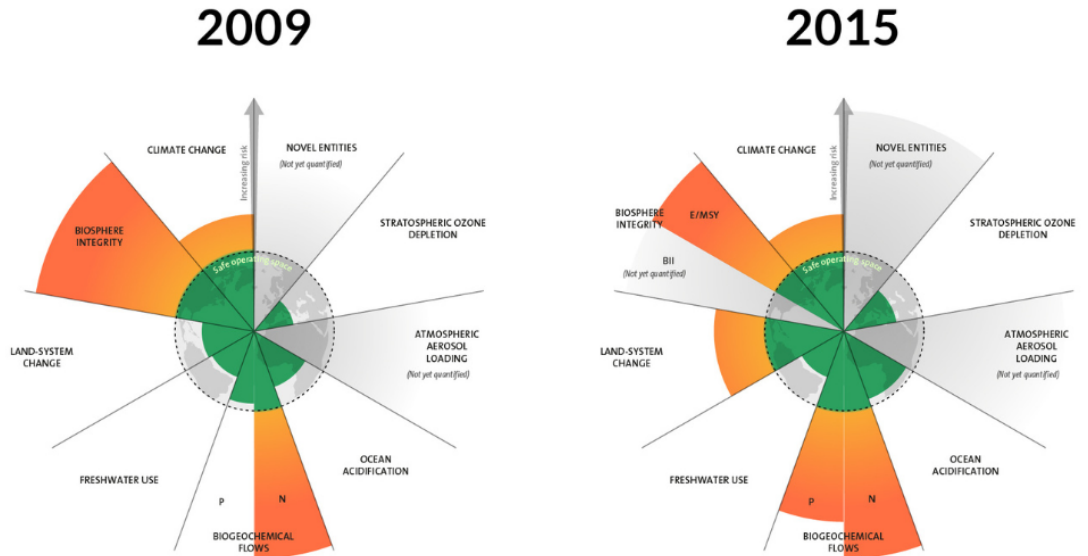 2009
CLIMATE CHANGE
Increasing risk
NOVEL ENTITIES
(Not yet quantified)
BIOSPHERE
INTEGRITY
STRATOSPHERIC OZONE
DEPLETION
Safe operating space
LAND-SYSTEM
CHANGE
ATMOSPHERIC
AEROSOL
LOADING
(Not yet quantified)
FRESHWATER USE
OCEAN
ACIDIFICATION
P
N
BIOGEOCHEMICAL
FLOWS
2015
CLIMATE CHANGE
Increasing risk
NOVEL ENTITIES
(Not yet quantified)
BIOSPHERE
INTEGRITY
E/MSY
STRATOSPHERIC OZONE
DEPLETION
BII
(Not yet quantified)
Safe operating space
LAND-SYSTEM
CHANGE
ATMOSPHERIC
AEROSOL
LOADING
(Not yet quantified)
FRESHWATER USE
OCEAN
ACIDIFICATION
P
N
BIOGEOCHEMICAL
FLOWS